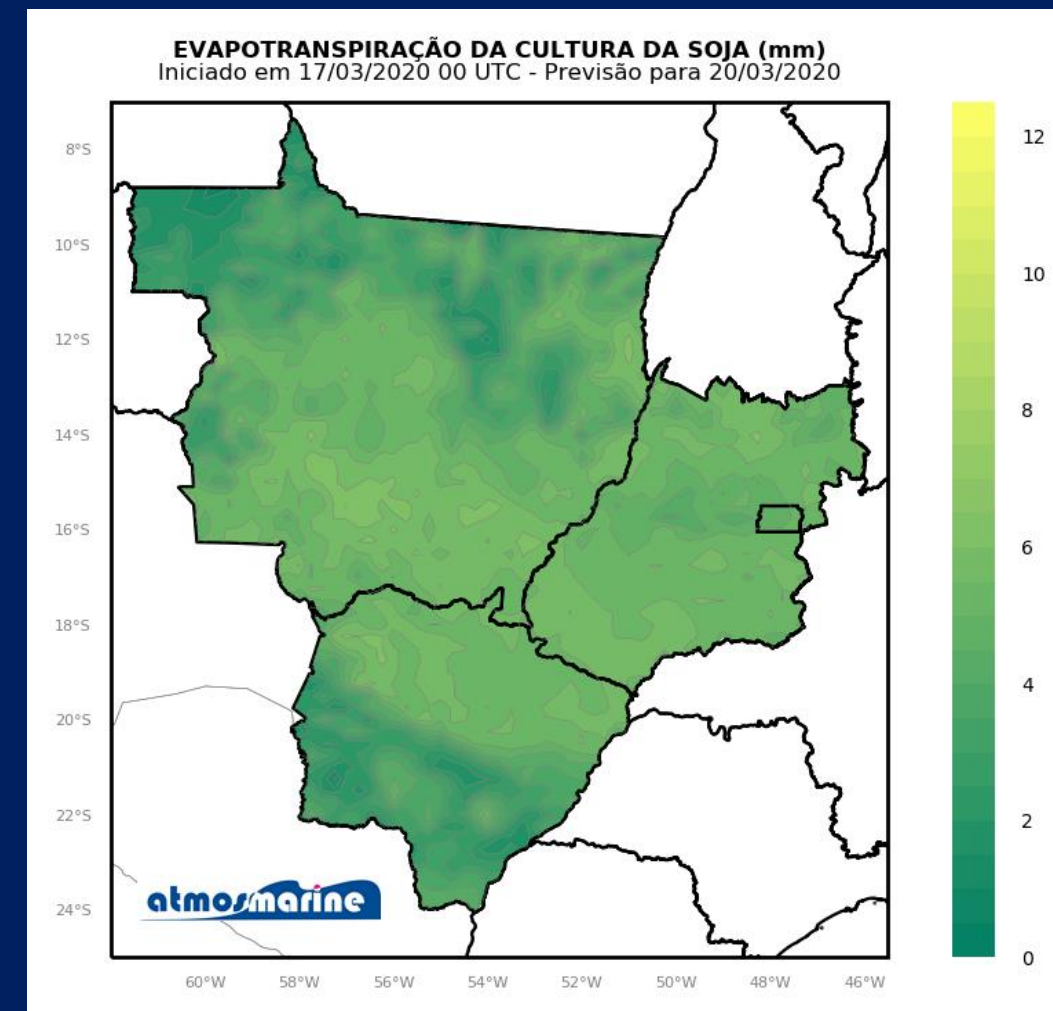 EVAPOTRANSPIRAÇÃO DA CULTURA DA SOJA (mm)
Iniciado em 17/03/2020 00 UTC - Previsão para 20/03/2020
12
8°S
10
10°S
12°S
8
14°S
6
16°S
18°S
4
20°S
2
22°S
atmosmarine
24°S
0
60°W 58°W 56°W 54°W 52°W 50°W 48°W 46°W